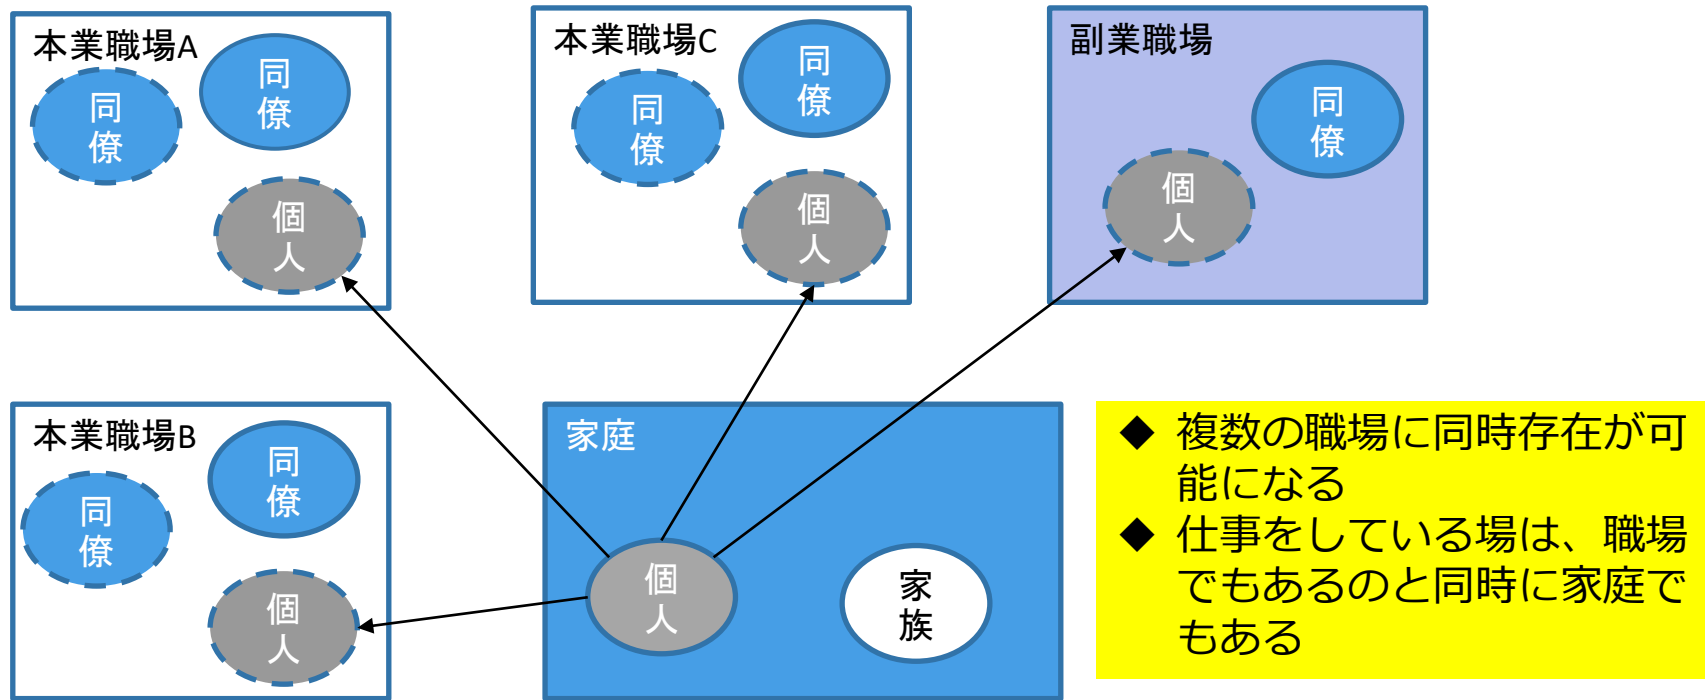 本業職場A
同僚
同僚
個人
本業職場C
同僚
同僚
個人
副業職場
同僚
個人
本業職場B
同僚
同僚
個人
家庭
個人
家族
◆ 複数の職場に同時存在が可
能になる
◆ 仕事をしている場は、職場
でもあるのと同時に家庭で
もある